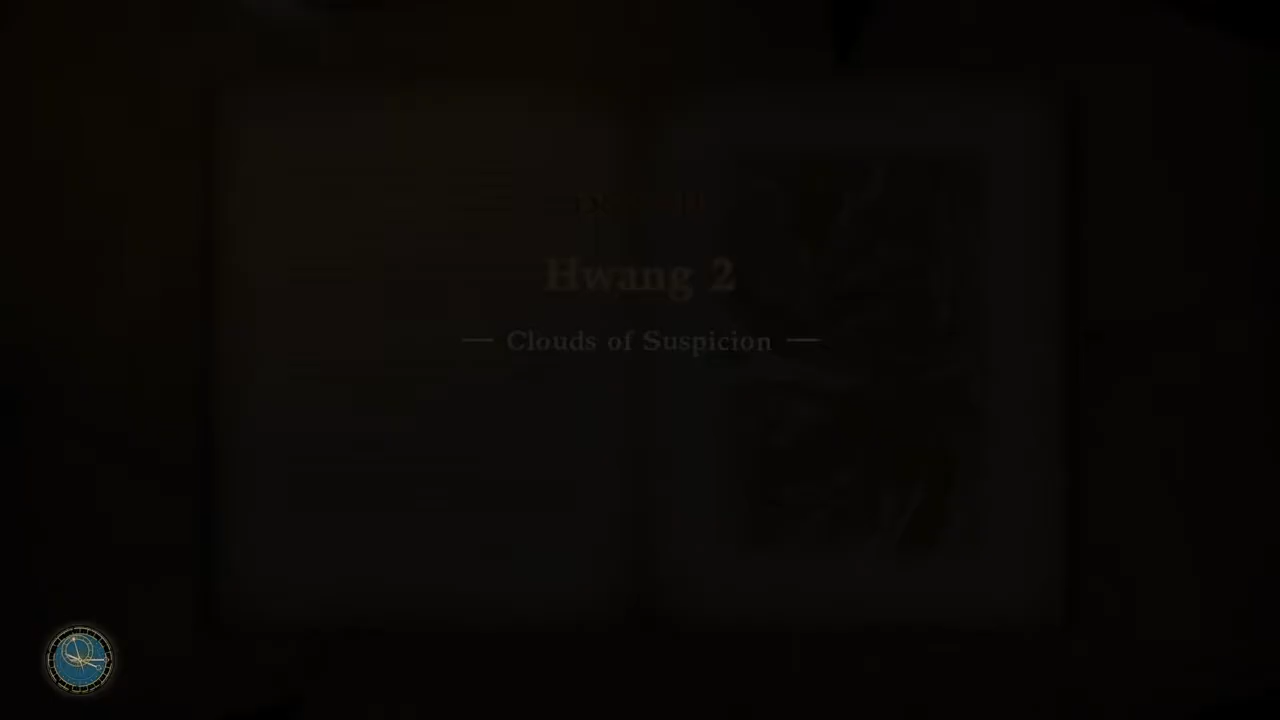 Hwang 2
— Clouds of Suspicion —